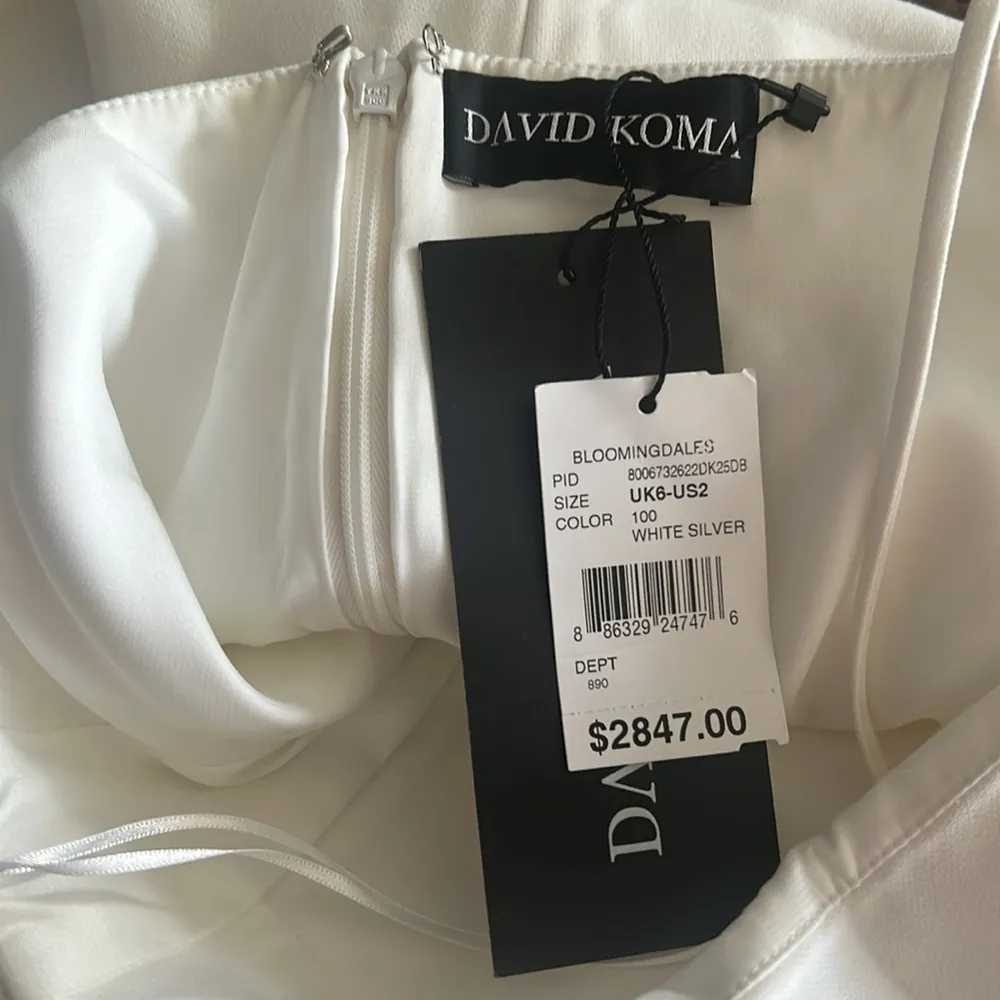 DAVID KOMA
BLOOMINGDALES
PID 8006732622DK25DB
SIZE UK6-US2
COLOR 100
WHITE SILVER
8 86329 24747 6
DEPT
890
$2847.00
DA